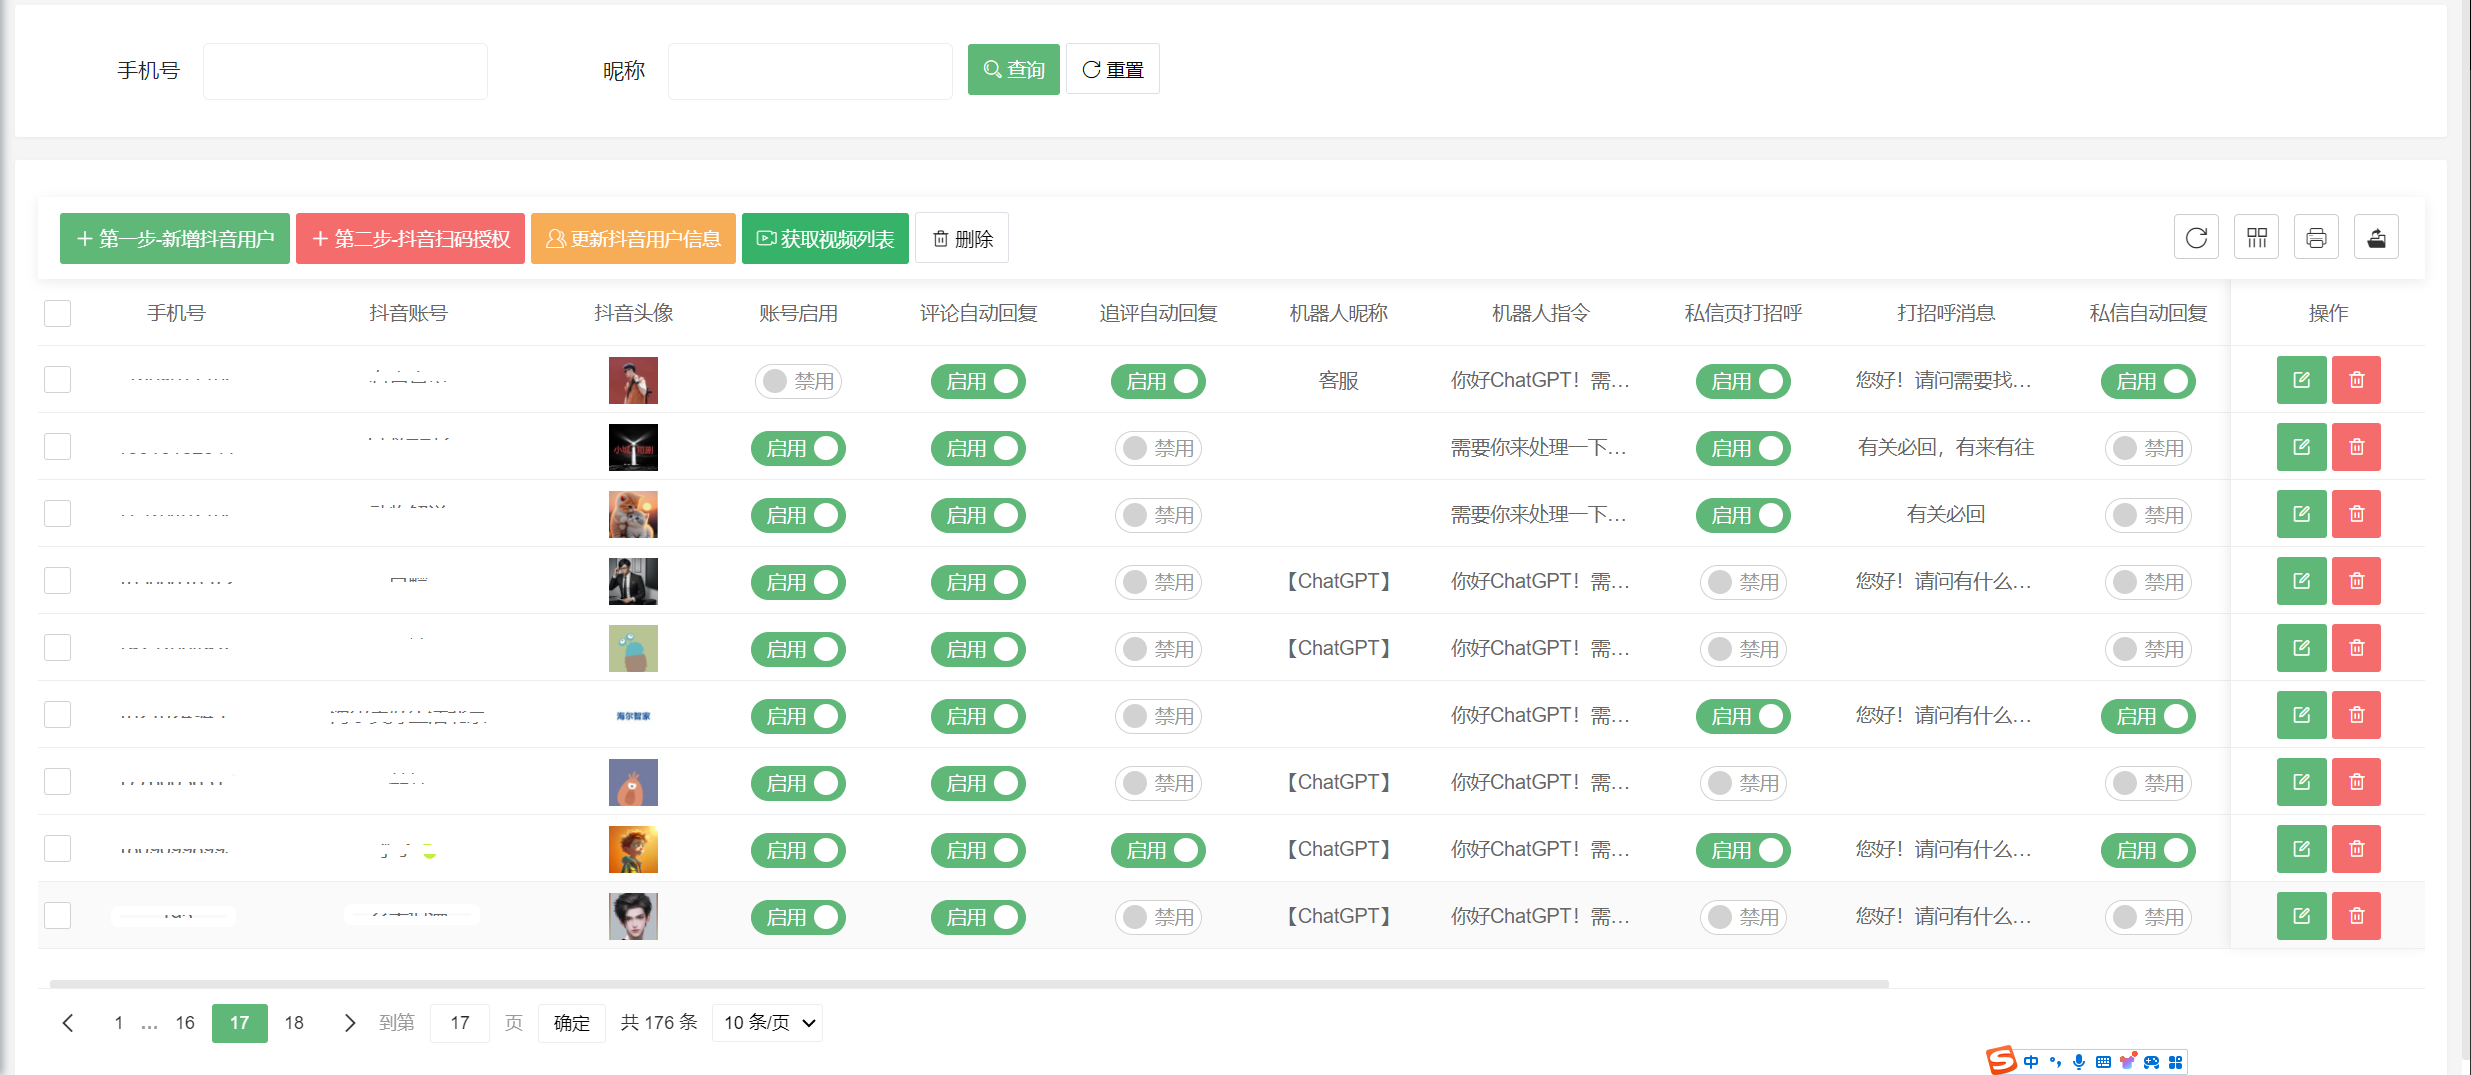 手机号 昵称 查询 重置
第一步-新增抖音用户 第二步-抖音扫码授权 更新抖音用户信息 获取视频列表 删除
手机号 抖音账号 抖音头像 账号启用 评论自动回复 追评自动回复 机器人昵称 机器人指令 私信页打招呼 打招呼消息 私信自动回复 操作
禁用 启用 启用 客服 你好ChatGPT！需... 启用 您好！请问需要找... 启用
启用 启用 禁用 需要你来处理一下... 启用 有关必回，有来有往 禁用
启用 启用 禁用 需要你来处理一下... 启用 有关必回 禁用
启用 启用 禁用 【ChatGPT】 你好ChatGPT！需... 禁用 您好！请问有什么... 禁用
启用 启用 禁用 【ChatGPT】 你好ChatGPT！需... 禁用 禁用
海尔智家 启用 启用 禁用 你好ChatGPT！需... 启用 您好！请问有什么... 启用
启用 启用 禁用 【ChatGPT】 你好ChatGPT！需... 禁用 禁用
启用 启用 启用 【ChatGPT】 你好ChatGPT！需... 启用 您好！请问有什么... 启用
启用 启用 禁用 【ChatGPT】 你好ChatGPT！需... 禁用 您好！请问有什么... 禁用
1 ... 16 17 18 到第 17 页 确定 共 176 条 10 条/页
中